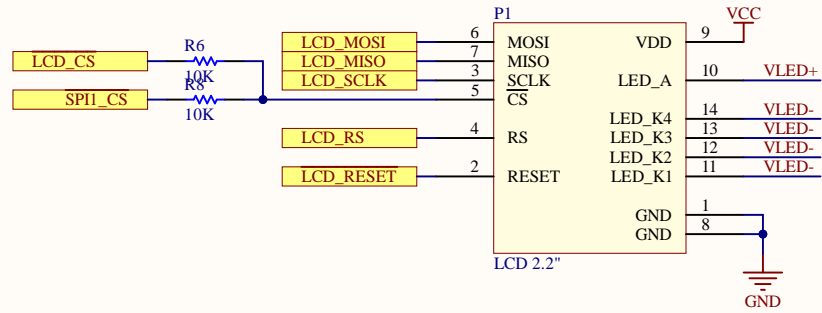 P1
VCC
LCD_CS
R6
10K
SPI1_CS
R8
10K
LCD_MOSI
6
MOSI
LCD_MISO
7
MISO
LCD_SCLK
3
SCLK
5
CS
LCD_RS
4
RS
LCD_RESET
2
RESET
VDD
9
LED_A
10
VLED+
LED_K4
14
VLED-
LED_K3
13
VLED-
LED_K2
12
VLED-
LED_K1
11
VLED-
GND
1
GND
8
LCD 2.2"
GND